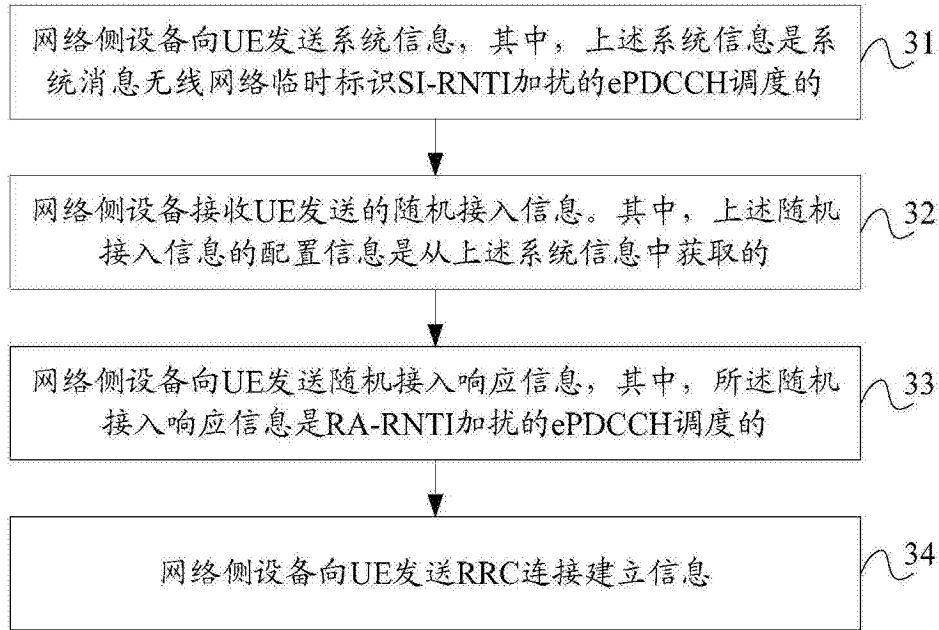 网络侧设备向UE发送系统信息，其中，上述系统信息是系
统消息无线网络临时标识SI-RNTI加扰的ePDCCH调度的
31
网络侧设备接收UE发送的随机接入信息。其中，上述随机
接入信息的配置信息是从上述系统信息中获取的
32
网络侧设备向UE发送随机接入响应信息，其中，所述随机
接入响应信息是RA-RNTI加扰的ePDCCH调度的
33
网络侧设备向UE发送RRC连接建立信息
34